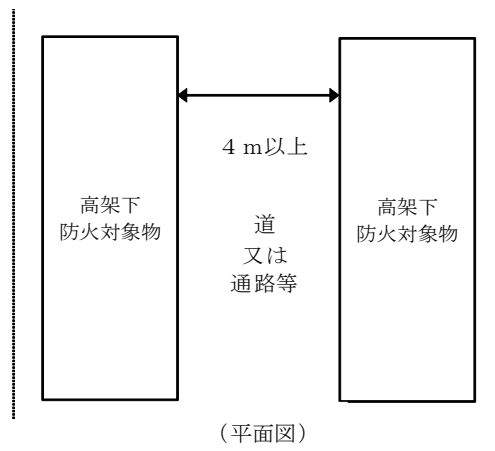 ４ｍ以上
高架下
防火対象物
道
又は
通路等
高架下
防火対象物
（平面図）